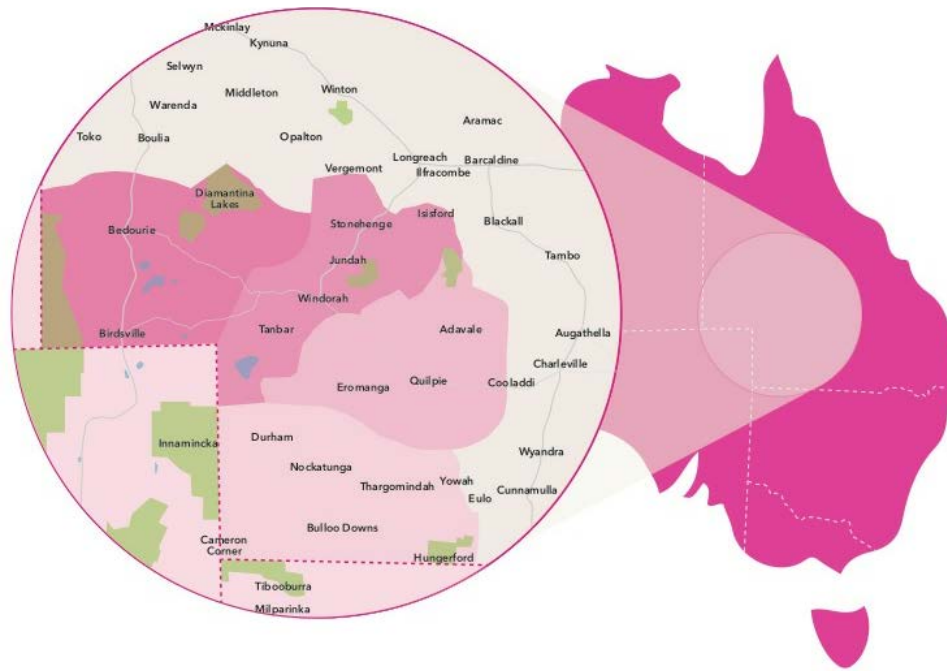 Mckinlay
Kynuna
Selwyn
Middleton
Winton
Warenda
Aramac
Toko
Boulia
Opalton
Longreach
Barcaldine
Vergemont
Ilfracombe
Diamantina
Lakes
Isisford
Stonehenge
Blackall
Bedourie
Tambo
Jundah
Windorah
Birdsville
Tanbar
Adavale
Augathella
Charleville
Eromanga
Quilpie
Cooladdi
Innamincka
Durham
Wyandra
Nockatunga
Thargomindah
Yowah
Eulo
Cunnamulla
Bulloo Downs
Cameron
Corner
Hungerford
Tibooburra
Milparinka